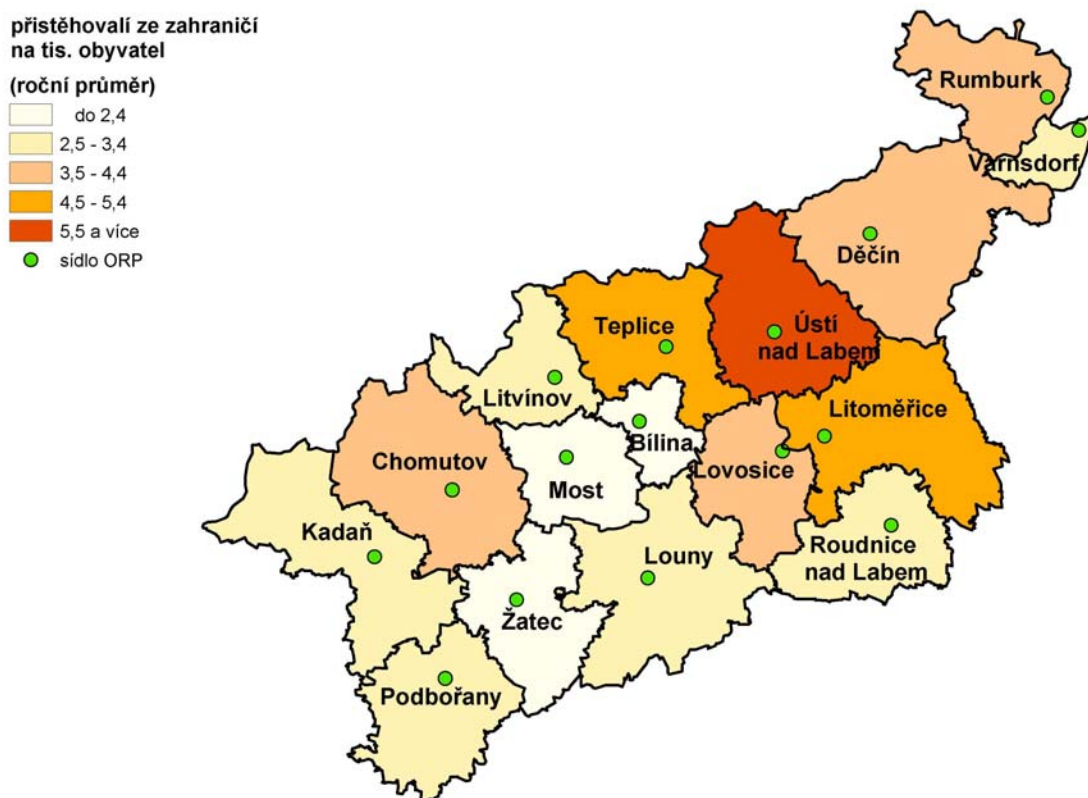 přistěhovalí ze zahraničí
na tis. obyvatel
(roční průměr)
do 2,4
2,5 - 3,4
3,5 - 4,4
4,5 - 5,4
5,5 a více
sídlo ORP
Rumburk
Varnsdorf
Děčín
Ústí
nad Labem
Teplice
Litvínov
Bílina
Litoměřice
Lovosice
Chomutov
Most
Kadaň
Louny
Roudnice
nad Labem
Žatec
Podbořany